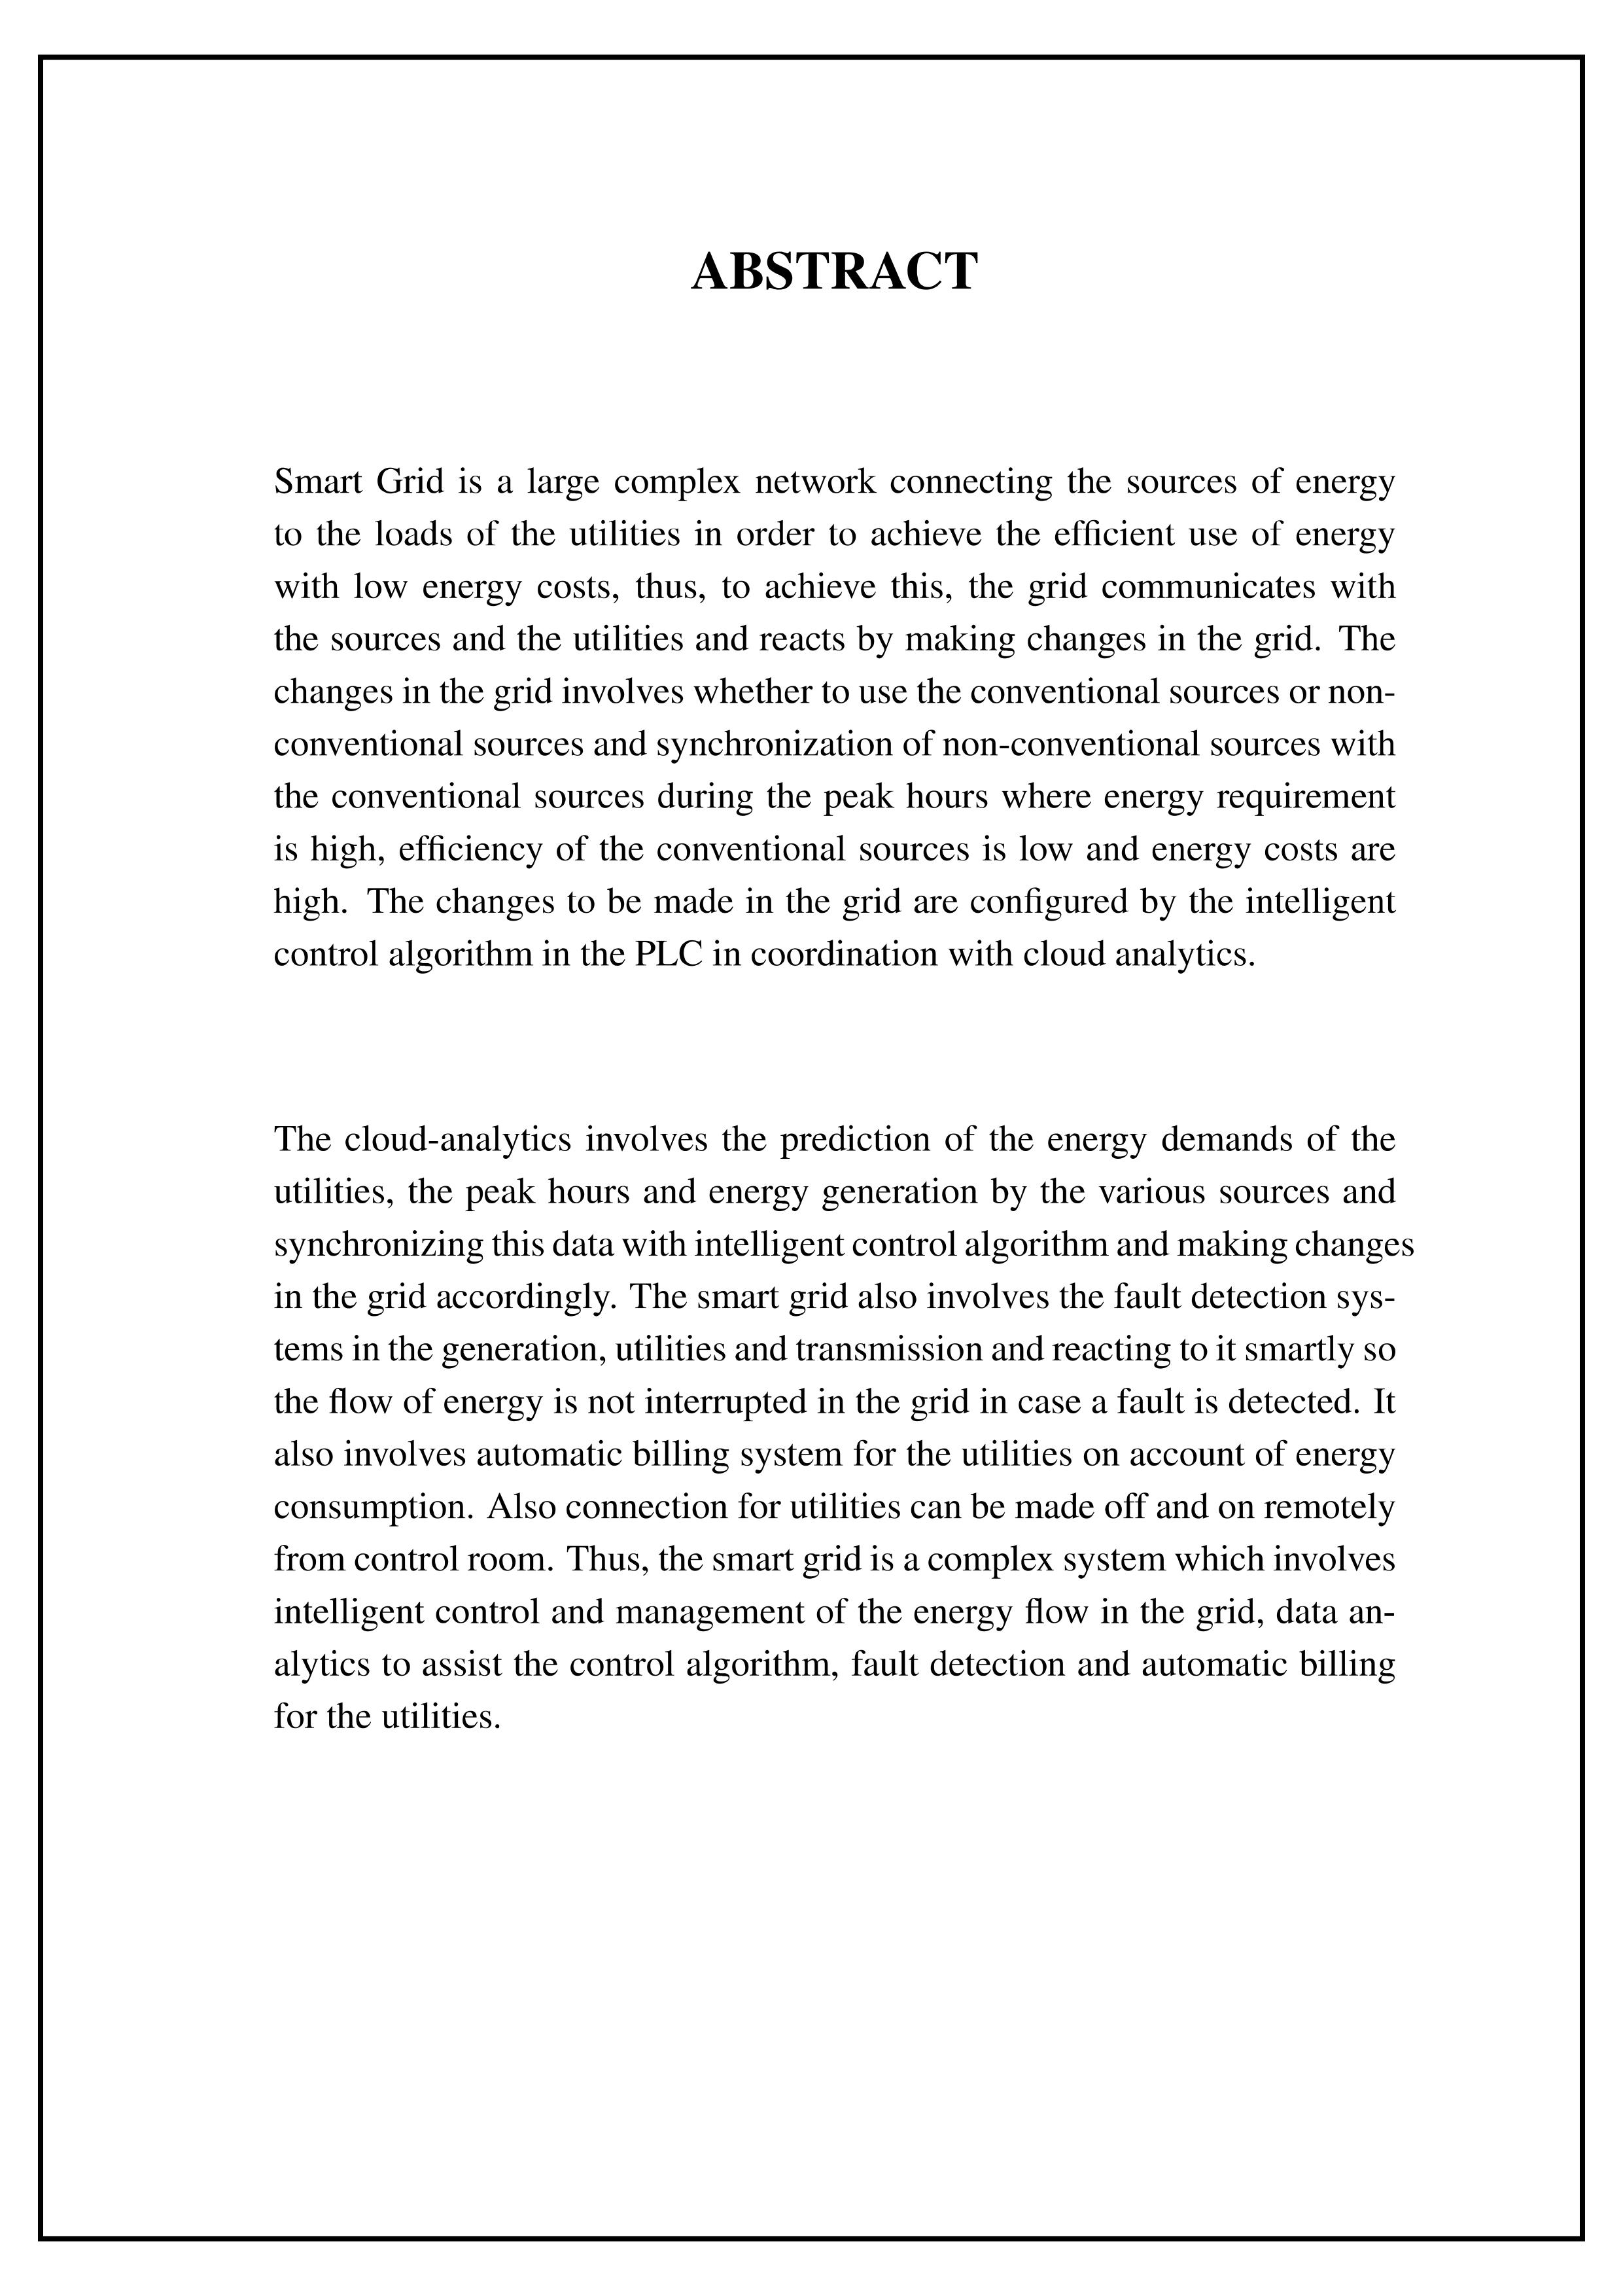 ABSTRACT
Smart Grid is a large complex network connecting the sources of energy
to the loads of the utilities in order to achieve the efficient use of energy
with low energy costs, thus, to achieve this, the grid communicates with
the sources and the utilities and reacts by making changes in the grid. The
changes in the grid involves whether to use the conventional sources or non-
conventional sources and synchronization of non-conventional sources with
the conventional sources during the peak hours where energy requirement
is high, efficiency of the conventional sources is low and energy costs are
high. The changes to be made in the grid are configured by the intelligent
control algorithm in the PLC in coordination with cloud analytics.
The cloud-analytics involves the prediction of the energy demands of the
utilities, the peak hours and energy generation by the various sources and
synchronizing this data with intelligent control algorithm and making changes
in the grid accordingly. The smart grid also involves the fault detection sys-
tems in the generation, utilities and transmission and reacting to it smartly so
the flow of energy is not interrupted in the grid in case a fault is detected. It
also involves automatic billing system for the utilities on account of energy
consumption. Also connection for utilities can be made off and on remotely
from control room. Thus, the smart grid is a complex system which involves
intelligent control and management of the energy flow in the grid, data an-
alytics to assist the control algorithm, fault detection and automatic billing
for the utilities.